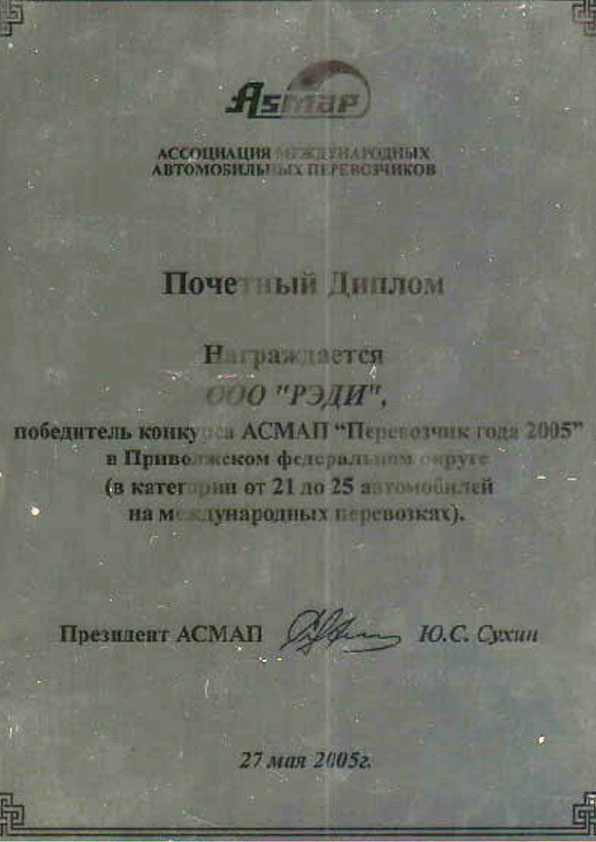 Asmap
АССОЦИАЦИЯ МЕЖДУНАРОДНЫХ
АВТОМОБИЛЬНЫХ ПЕРЕВОЗЧИКОВ
Почетный Диплом
Награждается
ООО "РЭДИ",
победитель конкурса АСМАП “Перевозчик года 2005”
в Приволжском федеральном округе
(в категории от 21 до 25 автомобилей
на международных перевозках).
Президент АСМАП Ю.С. Сухин
27 мая 2005г.